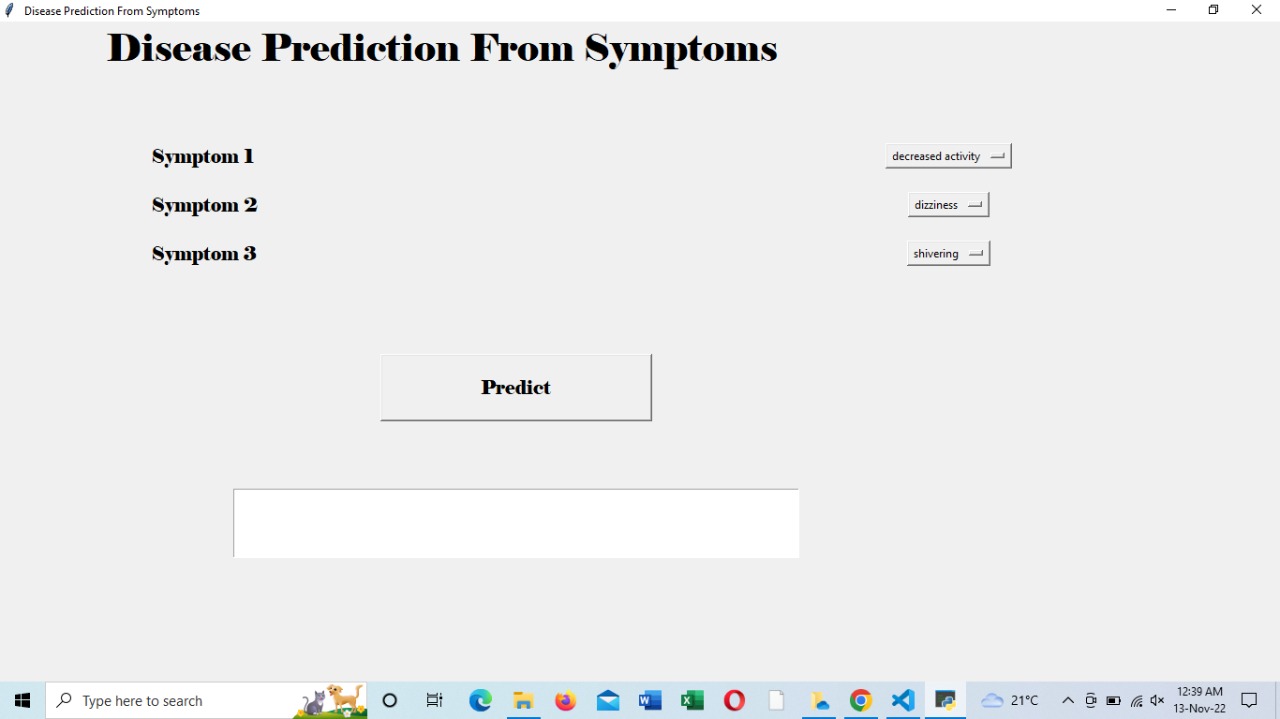 Disease Prediction From Symptoms
Disease Prediction From Symptoms
Symptom 1 decreased activity
Symptom 2 dizziness
Symptom 3 shivering
Predict
Type here to search 21°C 12:39 AM
13-Nov-22